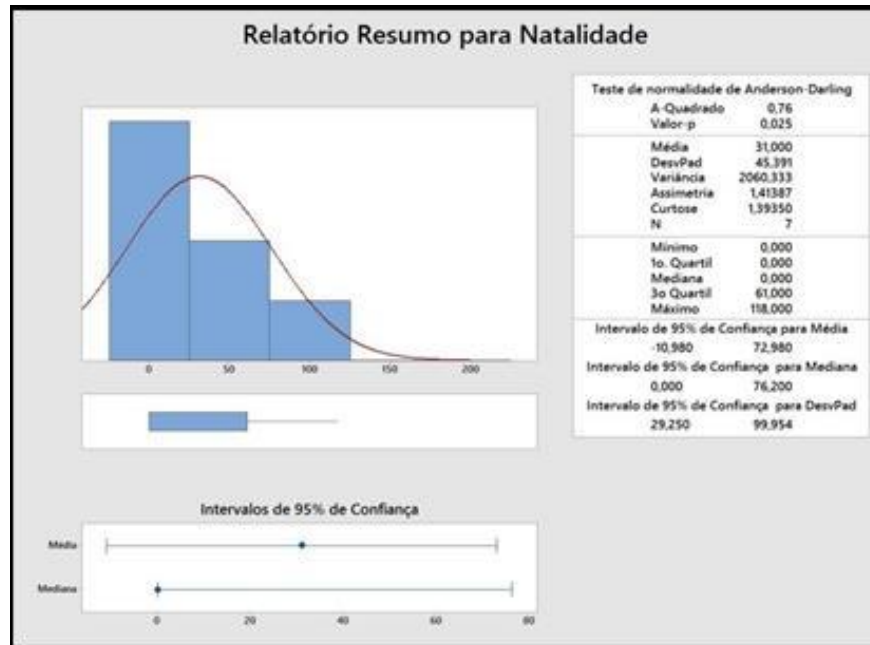 Relatório Resumo para Natalidade
Teste de normalidade de Anderson-Darling
A-Quadrado 0,76
Valor-p 0,025
Média 31,000
DesvPad 45,391
Variância 2060,333
Assimetria 1,41387
Curtose 1,39350
N 7
Mínimo 0,000
1o. Quartil 0,000
Mediana 0,000
3o Quartil 61,000
Máximo 118,000
Intervalo de 95% de Confiança para Média
-10,980 72,980
Intervalo de 95% de Confiança para Mediana
0,000 76,200
Intervalo de 95% de Confiança para DesvPad
29,250 99,954
0 50 100 150 200
Intervalos de 95% de Confiança
Média
Mediana
0 20 40 60 80